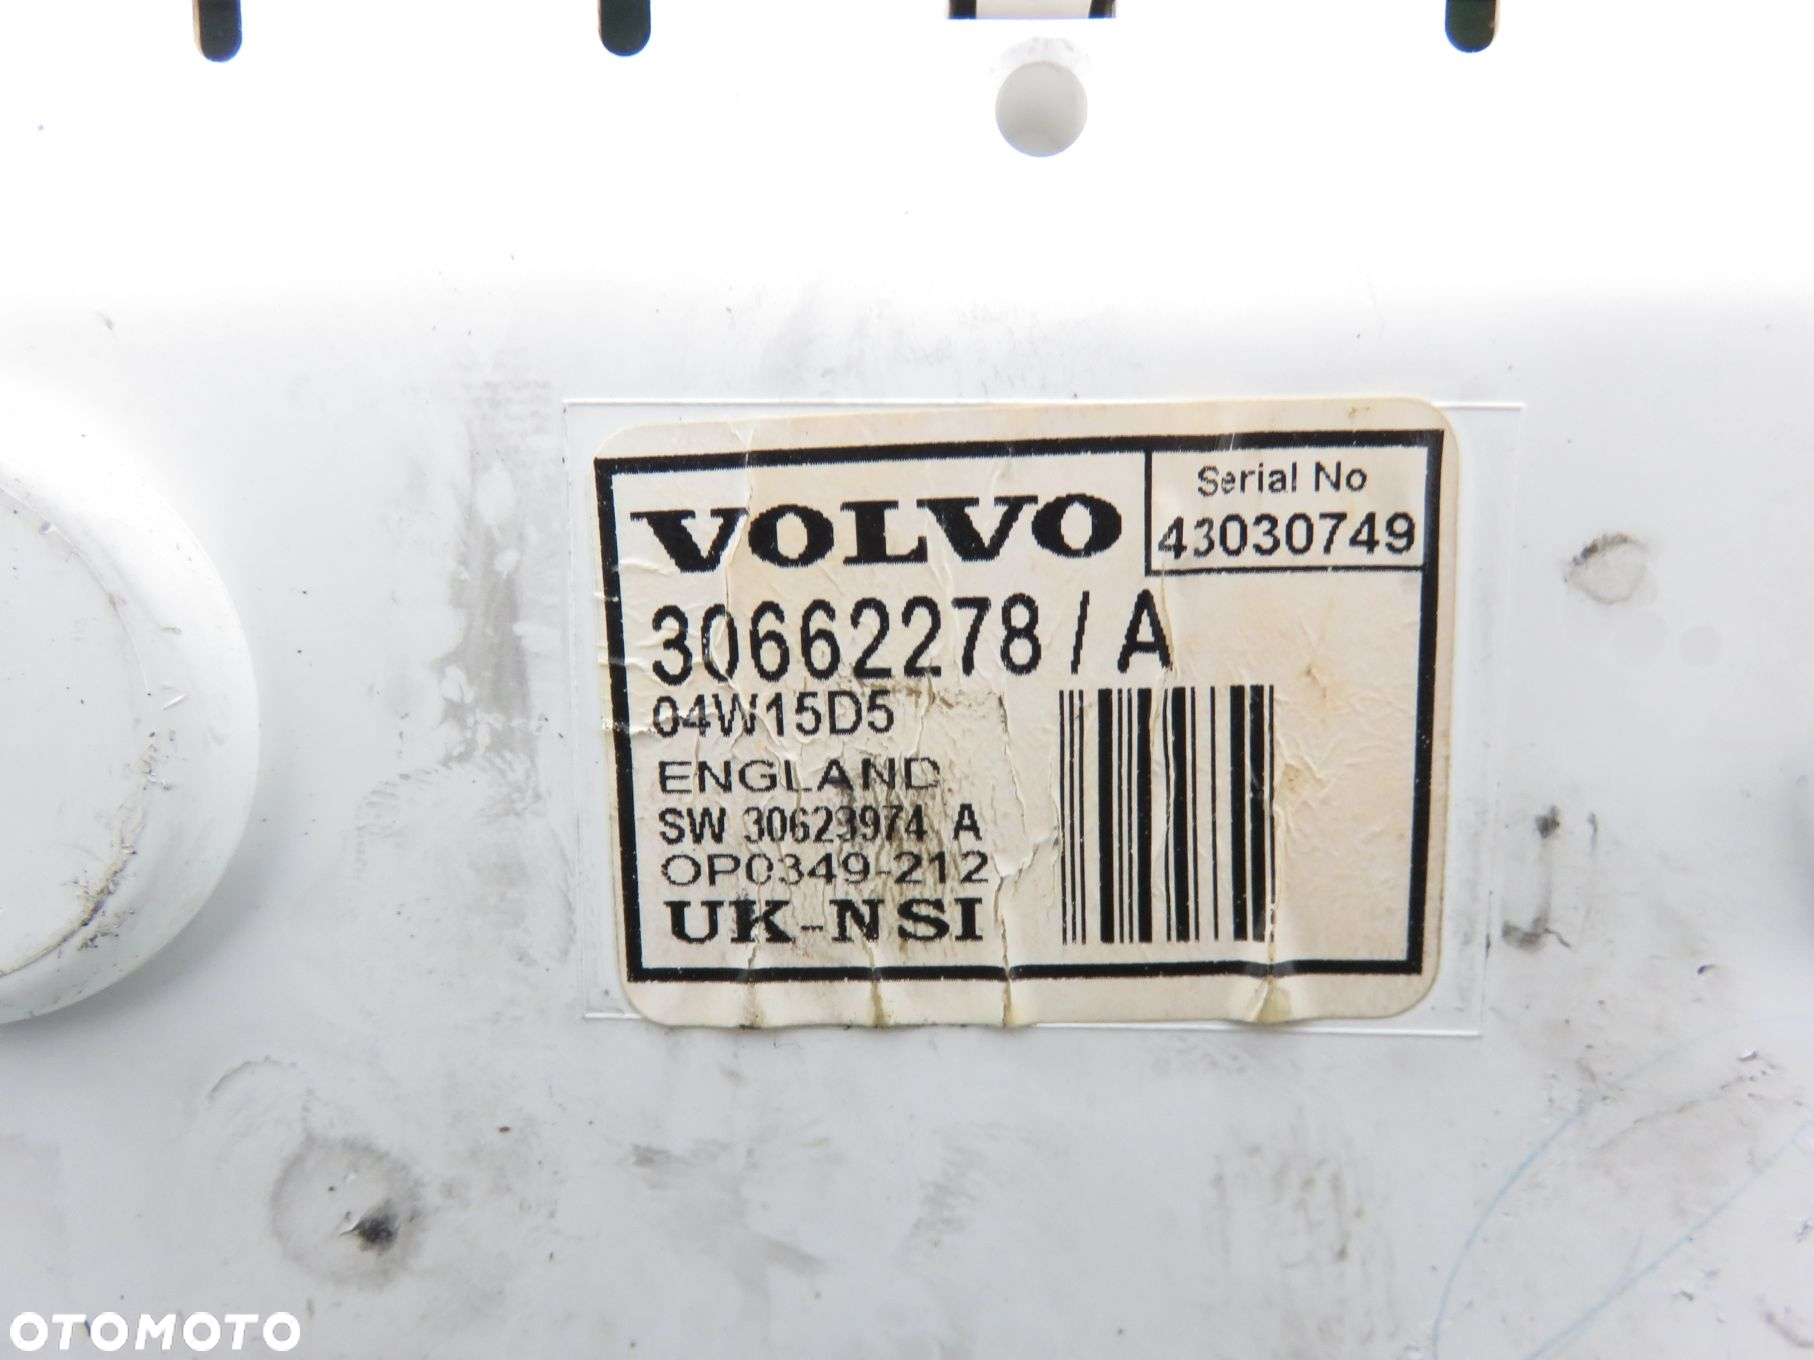 VOLVO
Serial No
43030749
30662278 / A
04W15D5
ENGLAND
SW 30623974 A
OP0349-212
UK-NSI
OTOMOTO